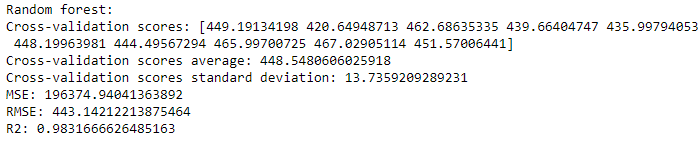 Random forest:
Cross-validation scores: [449.19134198 420.64948713 462.68635335 439.66404747 435.99794053
448.19963981 444.49567294 465.99700725 467.02905114 451.57006441]
Cross-validation scores average: 448.5480606025918
Cross-validation scores standard deviation: 13.7359209289231
MSE: 196374.94041363892
RMSE: 443.14212213875464
R2: 0.9831666626485163